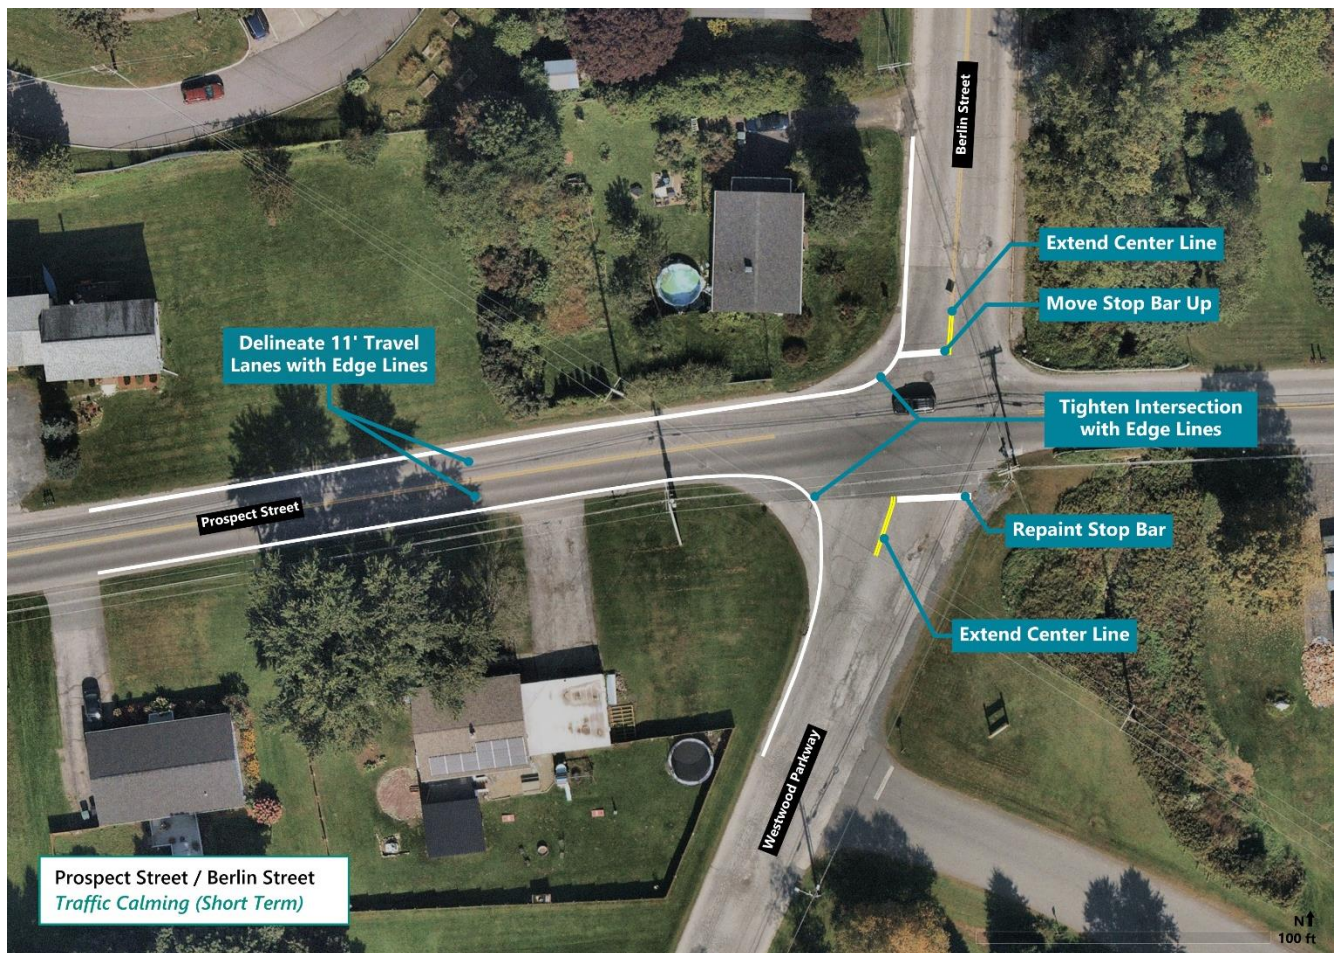 Berlin Street
Extend Center Line
Move Stop Bar Up
Delineate 11' Travel
Lanes with Edge Lines
Tighten Intersection
with Edge Lines
Prospect Street
Repaint Stop Bar
Extend Center Line
Westwood Parkway
Prospect Street / Berlin Street
Traffic Calming (Short Term)
N
100 ft